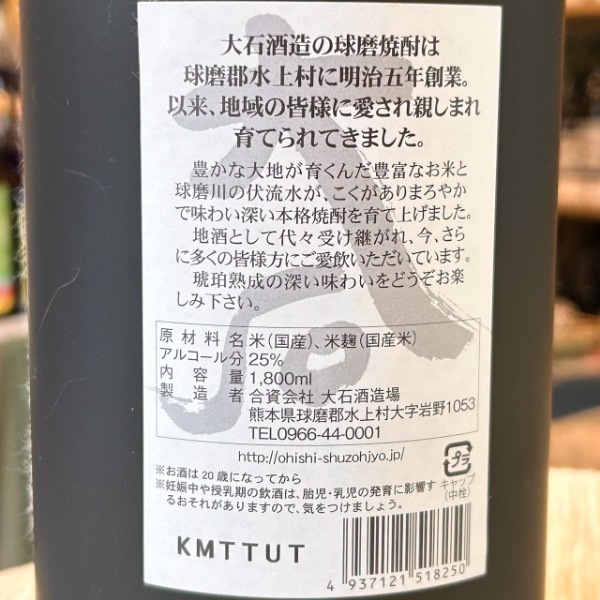 大石酒造の球磨焼酎は
球磨郡水上村に明治五年創業。
以来、地域の皆様に愛され親しまれ
育てられてきました。
豊かな大地が育くんだ豊富なお米と
球磨川の伏流水が、こくがありまろやか
で味わい深い本格焼酎を育て上げました。
地酒として代々受け継がれ、今、さら
に多くの皆様方にご愛飲いただいています。
琥珀熟成の深い味わいをどうぞお楽
しみ下さい。
原材料名 米(国産)、米麹(国産米)
アルコール分 25%
内容量 1,800ml
製造者 合資会社 大石酒造場
熊本県球磨郡水上村大字岩野1053
TEL0966-44-0001
http://ohishi-shuzohjyo.jp/
※お酒は20歳になってから
※妊娠中や授乳期の飲酒は、胎児・乳児の発育に影響す
るおそれがありますので、気をつけましょう。
プラ
キャップ
(中栓)
KMTTUT
4 937121 518250
大石